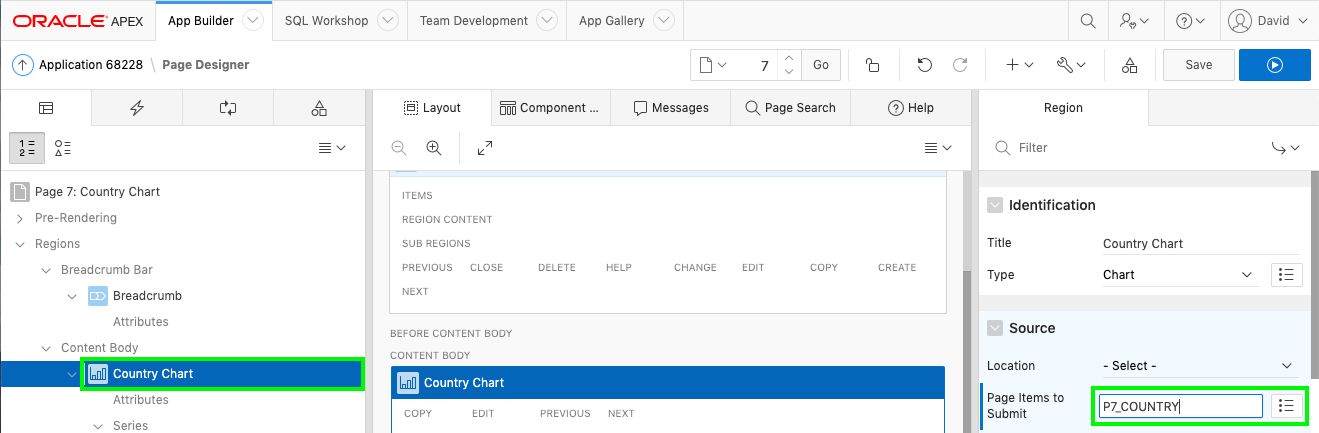 ORACLE APEX App Builder SQL Workshop Team Development App Gallery David
Application 68228 \ Page Designer 7 Go Save
Layout Component ... Messages Page Search Help Region
Filter
Page 7: Country Chart
Pre-Rendering
Regions
Breadcrumb Bar
Breadcrumb
Attributes
Content Body
Country Chart
Attributes
Series
ITEMS
REGION CONTENT
SUB REGIONS
PREVIOUS CLOSE DELETE HELP CHANGE EDIT COPY CREATE
NEXT
BEFORE CONTENT BODY
CONTENT BODY
Country Chart
COPY EDIT PREVIOUS NEXT
Identification
Title Country Chart
Type Chart
Source
Location - Select -
Page Items to
Submit P7_COUNTRY